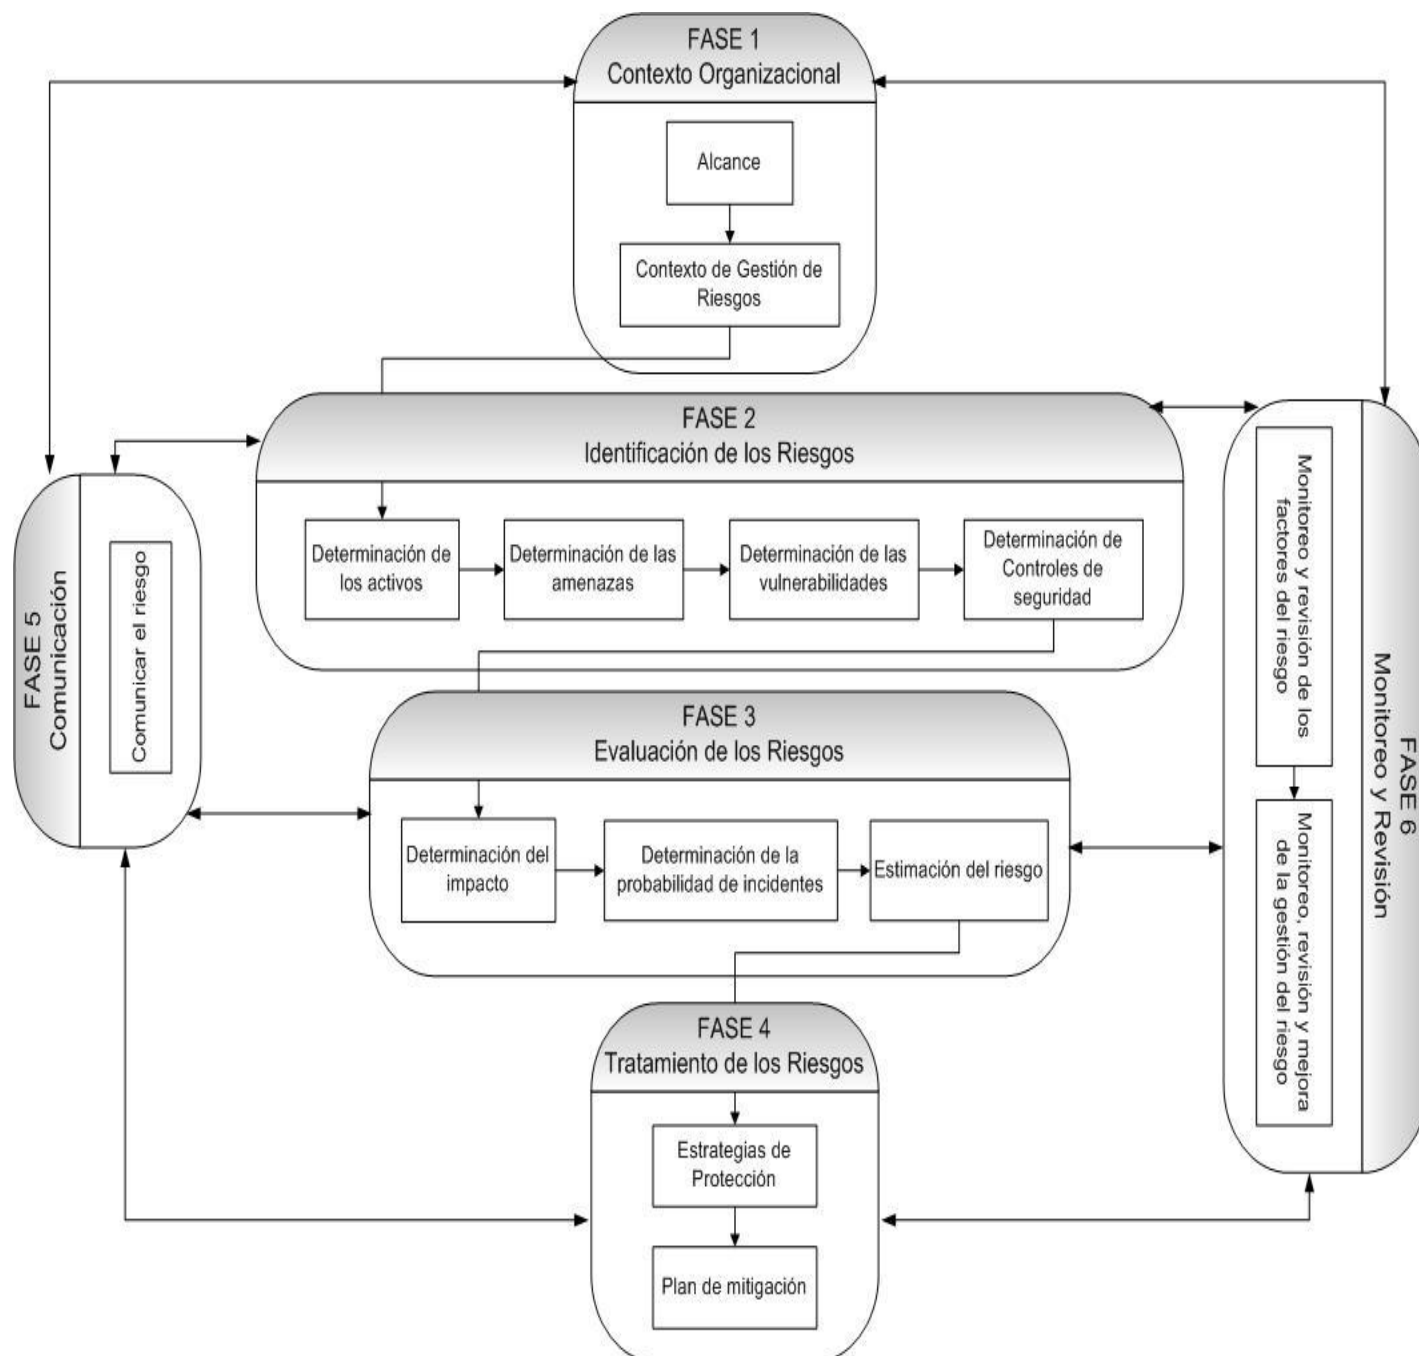 FASE 1
Contexto Organizacional
Alcance
Contexto de Gestión de
Riesgos
FASE 2
Identificación de los Riesgos
Determinación de
los activos
Determinación de las
amenazas
Determinación de las
vulnerabilidades
Determinación de
Controles de
seguridad
FASE 3
Evaluación de los Riesgos
Determinación del
impacto
Determinación de la
probabilidad de incidentes
Estimación del riesgo
FASE 4
Tratamiento de los Riesgos
Estrategias de
Protección
Plan de mitigación
FASE 5
Comunicación
Comunicar el riesgo
FASE 6
Monitoreo y Revisión
Monitoreo y revisión de los
factores del riesgo
Monitoreo, revisión y mejora
de la gestión del riesgo